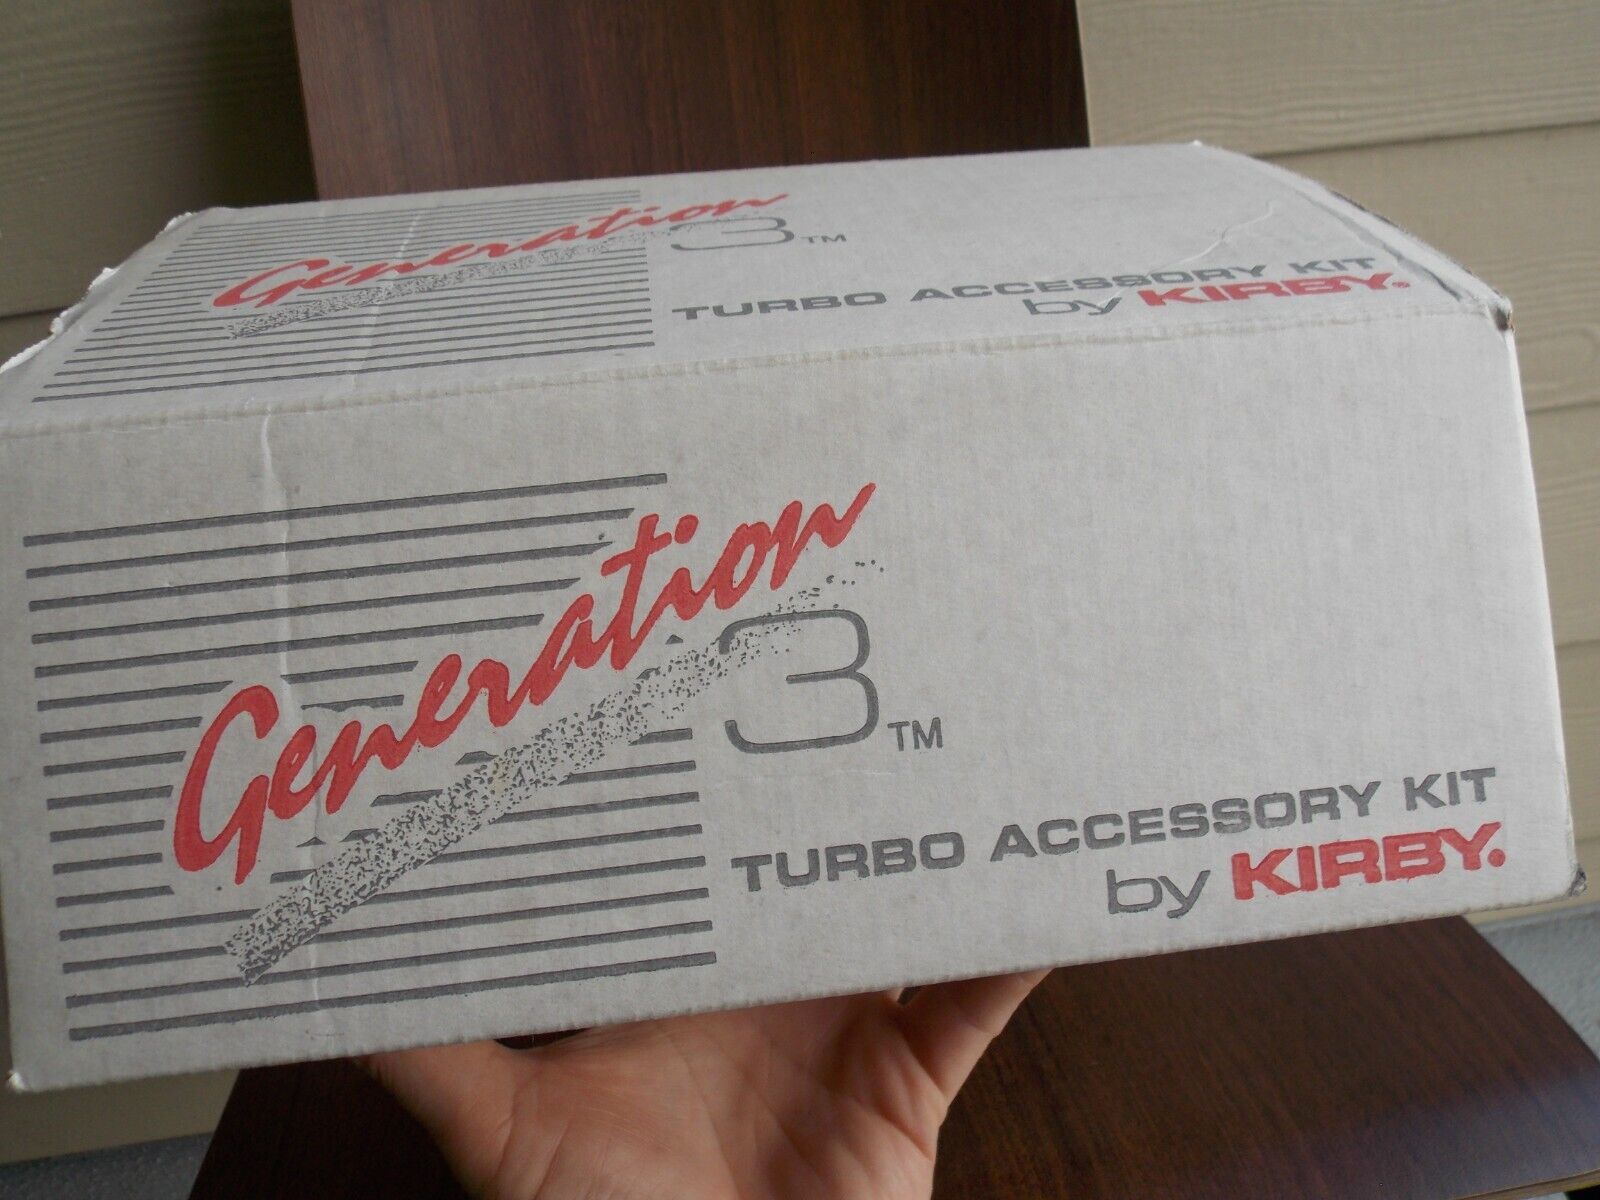 Generation
3™
TURBO ACCESSORY KIT
by KIRBY®
Generation
3™
TURBO ACCESSORY KIT
by KIRBY®